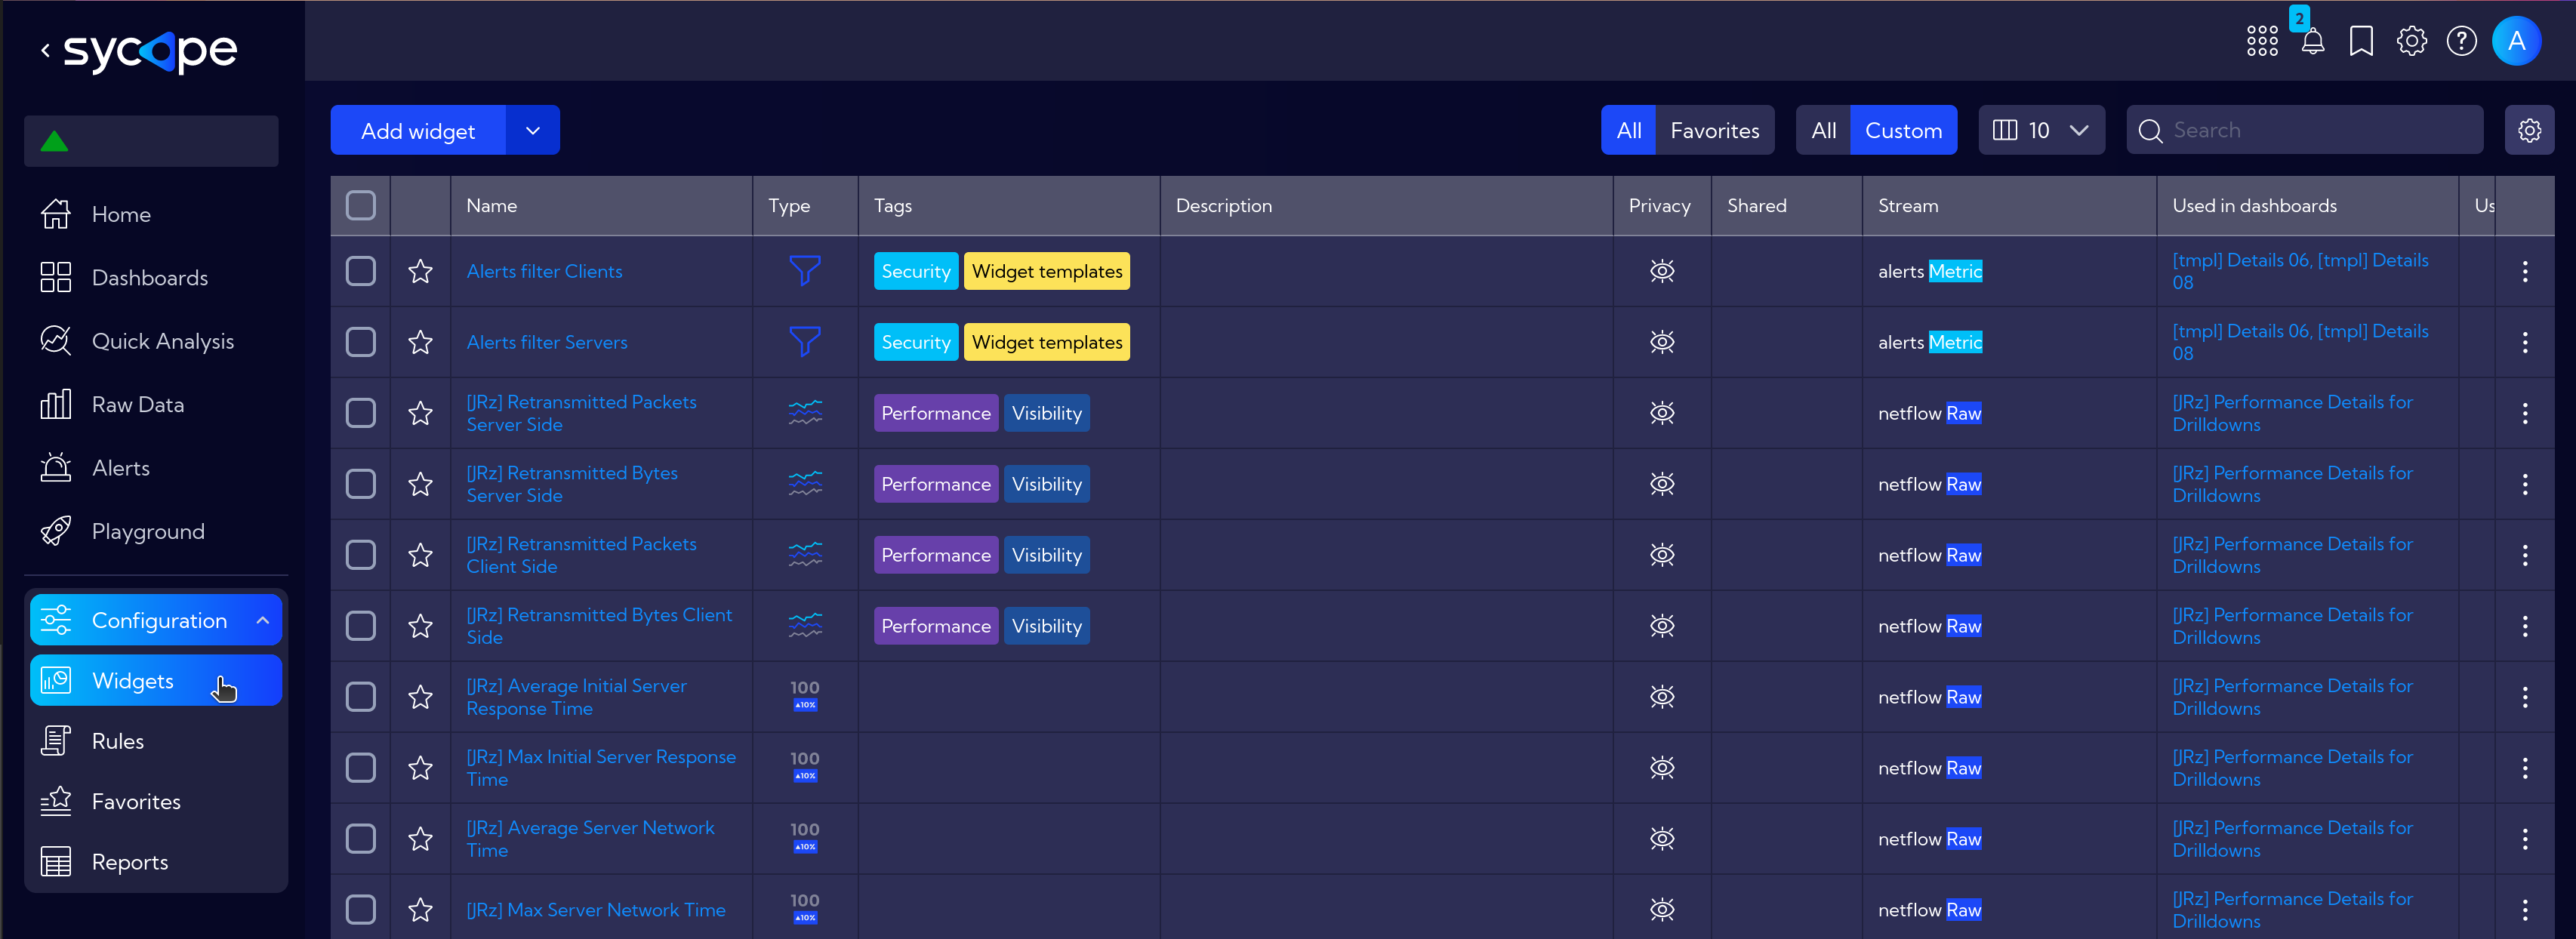 sycope
2
A
Add widget
All Favorites
All Custom
10
Search
Home
Dashboards
Quick Analysis
Raw Data
Alerts
Playground
Configuration
Widgets
Rules
Favorites
Reports
Name Type Tags Description Privacy Shared Stream Used in dashboards Us
Alerts filter Clients Security Widget templates alerts Metric [tmpl] Details 06, [tmpl] Details
08
Alerts filter Servers Security Widget templates alerts Metric [tmpl] Details 06, [tmpl] Details
08
[JRz] Retransmitted Packets
Server Side
Performance Visibility netflow Raw
[JRz] Performance Details for
Drilldowns
[JRz] Retransmitted Bytes
Server Side
Performance Visibility netflow Raw
[JRz] Performance Details for
Drilldowns
[JRz] Retransmitted Packets
Client Side
Performance Visibility netflow Raw
[JRz] Performance Details for
Drilldowns
[JRz] Retransmitted Bytes Client
Side
Performance Visibility netflow Raw
[JRz] Performance Details for
Drilldowns
[JRz] Average Initial Server
Response Time
100
▲10%
netflow Raw
[JRz] Performance Details for
Drilldowns
[JRz] Max Initial Server Response
Time
100
▲10%
netflow Raw
[JRz] Performance Details for
Drilldowns
[JRz] Average Server Network
Time
100
▲10%
netflow Raw
[JRz] Performance Details for
Drilldowns
[JRz] Max Server Network Time
100
▲10%
netflow Raw
[JRz] Performance Details for
Drilldowns